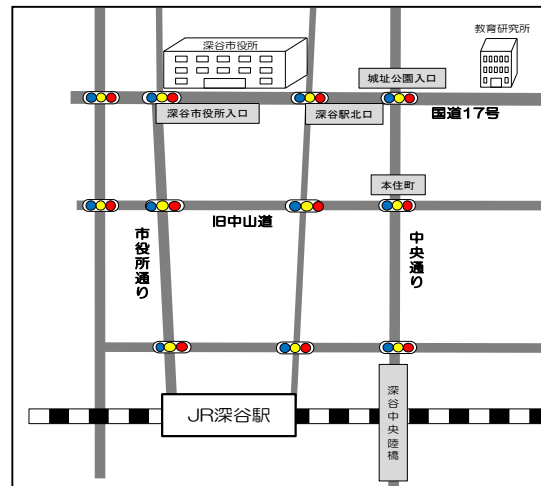 教育研究所
深谷市役所
城址公園入口
国道17号
深谷市役所入口
深谷駅北口
本住町
旧中山道
市役所通り
中央通り
JR深谷駅
深谷中央陸橋